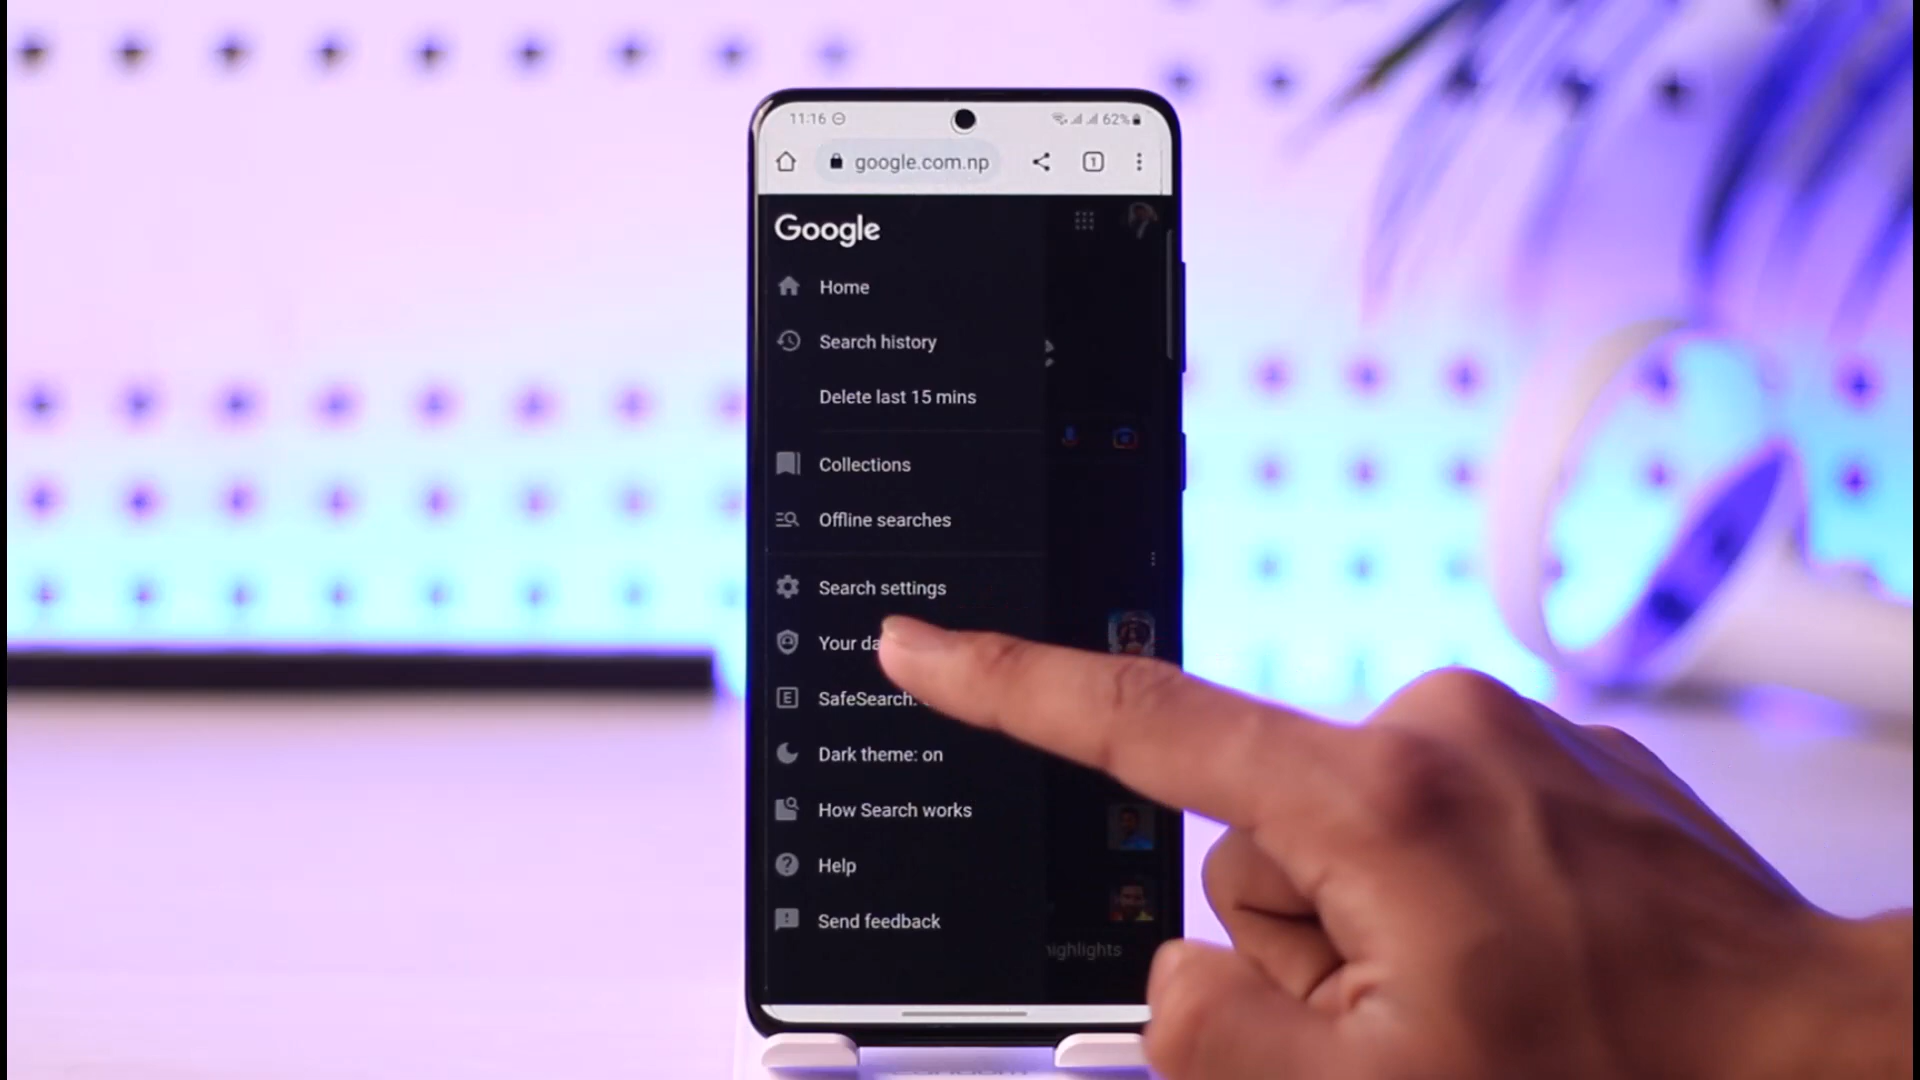 11:16 62%
google.com.np 1
Google
Home
Search history
Delete last 15 mins
Collections
Offline searches
Search settings
Your da
SafeSearch:
Dark theme: on
How Search works
Help
Send feedback
highlights